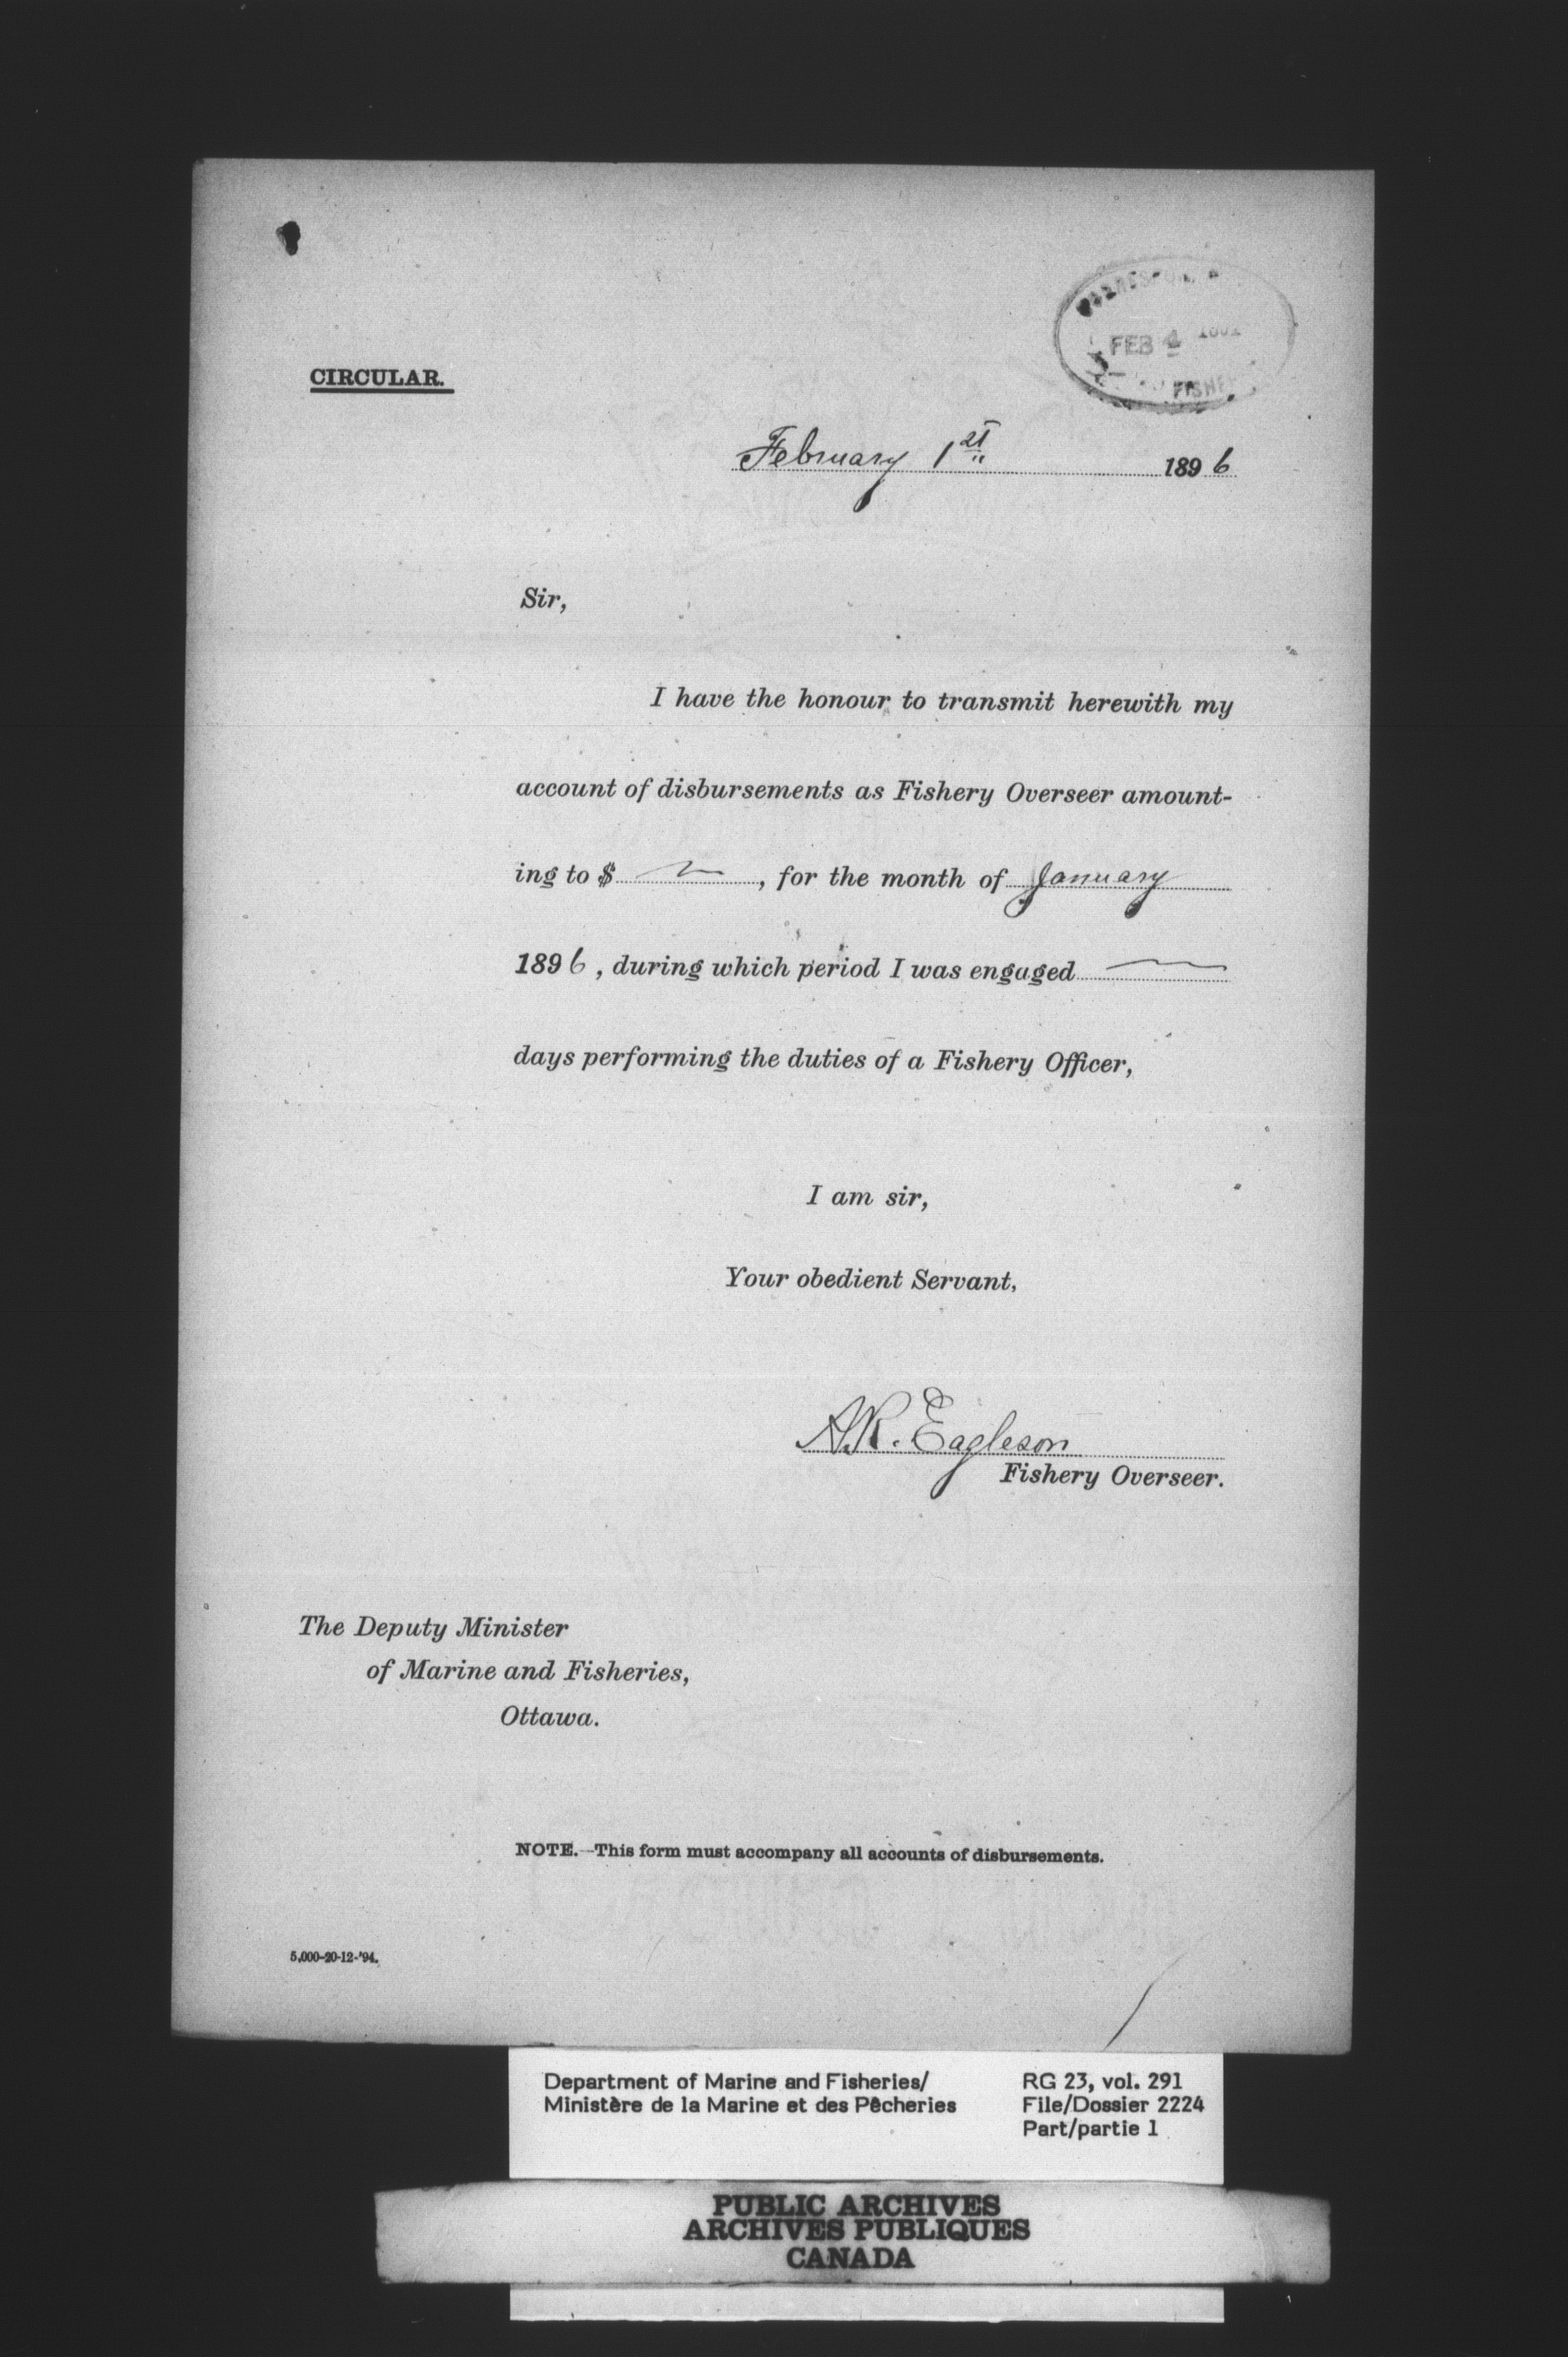 FEB 4
FISHE
CIRCULAR.
February 1st 1896
Sir,
I have the honour to transmit herewith my
account of disbursements as Fishery Overseer amount-
ing to $ — , for the month of January
1896 , during which period I was engaged —
days performing the duties of a Fishery Officer,
I am sir,
Your obedient Servant,
A.R. Eagleson
Fishery Overseer.
The Deputy Minister
of Marine and Fisheries,
Ottawa.
NOTE.—This form must accompany all accounts of disbursements.
5,000-20-12-'94.
Department of Marine and Fisheries/ RG 23, vol. 291
Ministère de la Marine et des Pêcheries File/Dossier 2224
Part/partie 1
PUBLIC ARCHIVES
ARCHIVES PUBLIQUES
CANADA